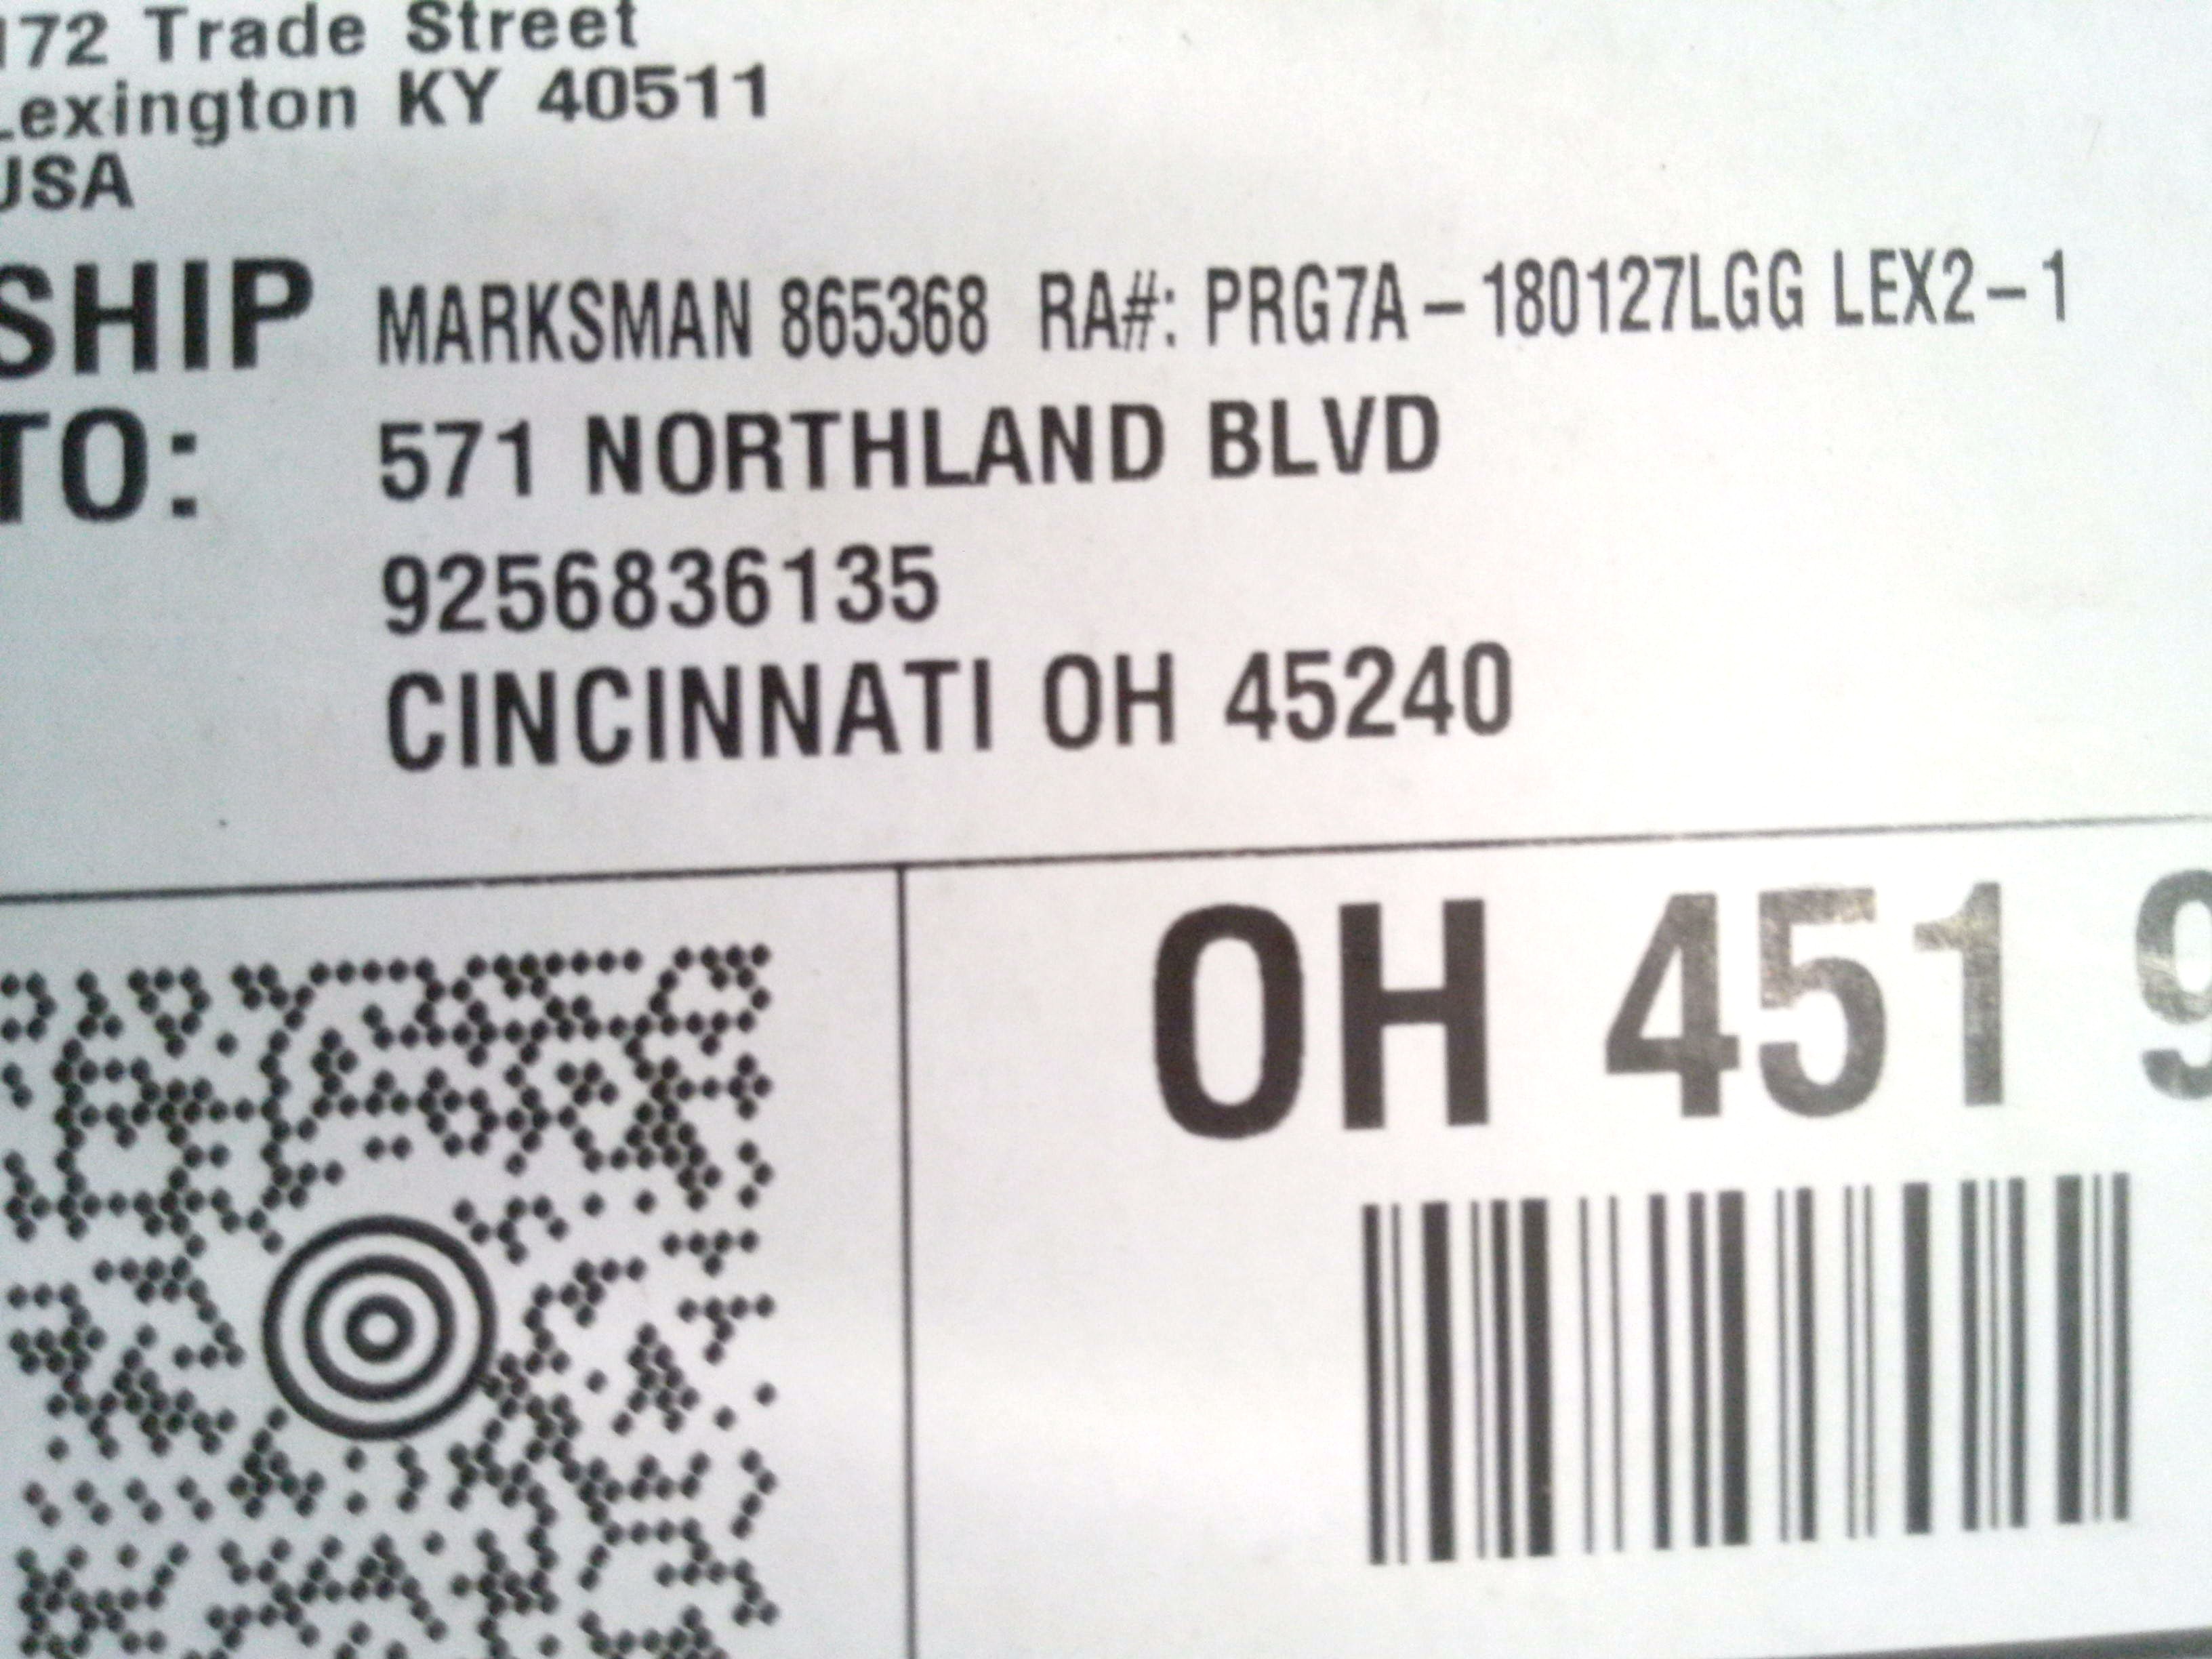 172 Trade Street
Lexington KY 40511
USA
SHIP TO: MARKSMAN 865368 RA#: PRG7A-180127LGG LEX2-1
571 NORTHLAND BLVD
9256836135
CINCINNATI OH 45240
OH 451 9